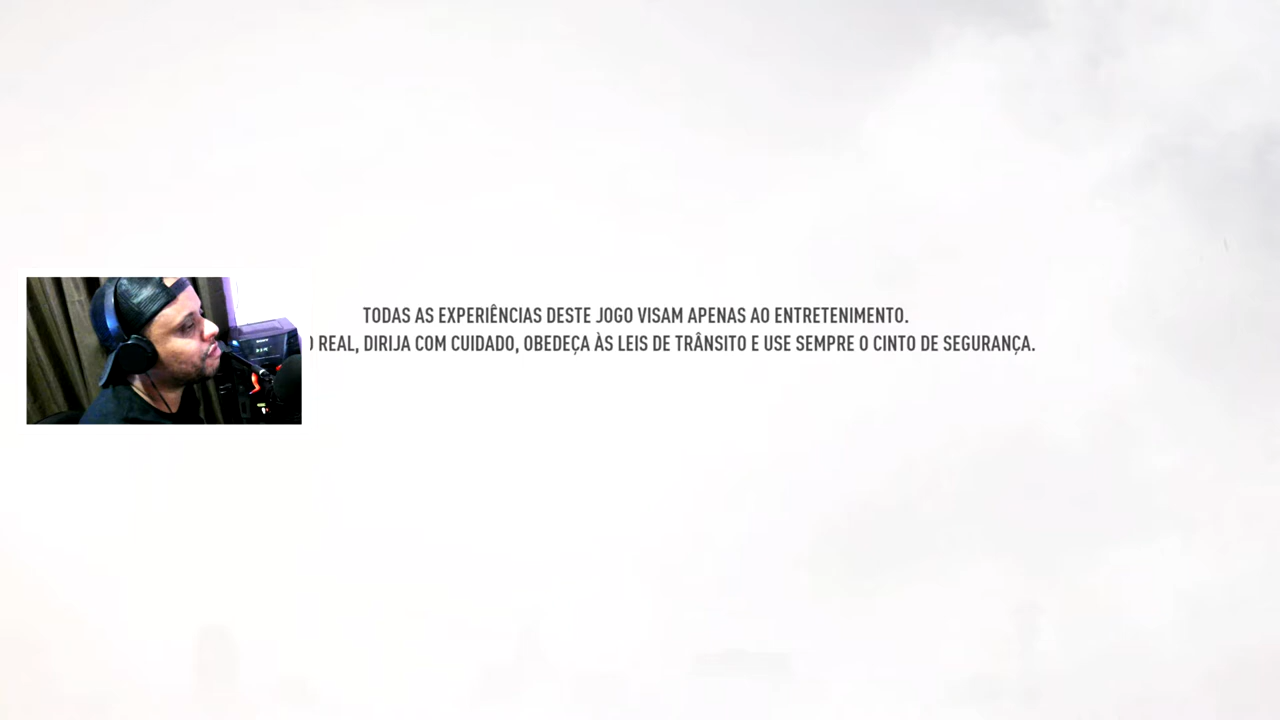 TODAS AS EXPERIÊNCIAS DESTE JOGO VISAM APENAS AO ENTRETENIMENTO.
REAL, DIRIJA COM CUIDADO, OBEDEÇA ÀS LEIS DE TRÂNSITO E USE SEMPRE O CINTO DE SEGURANÇA.